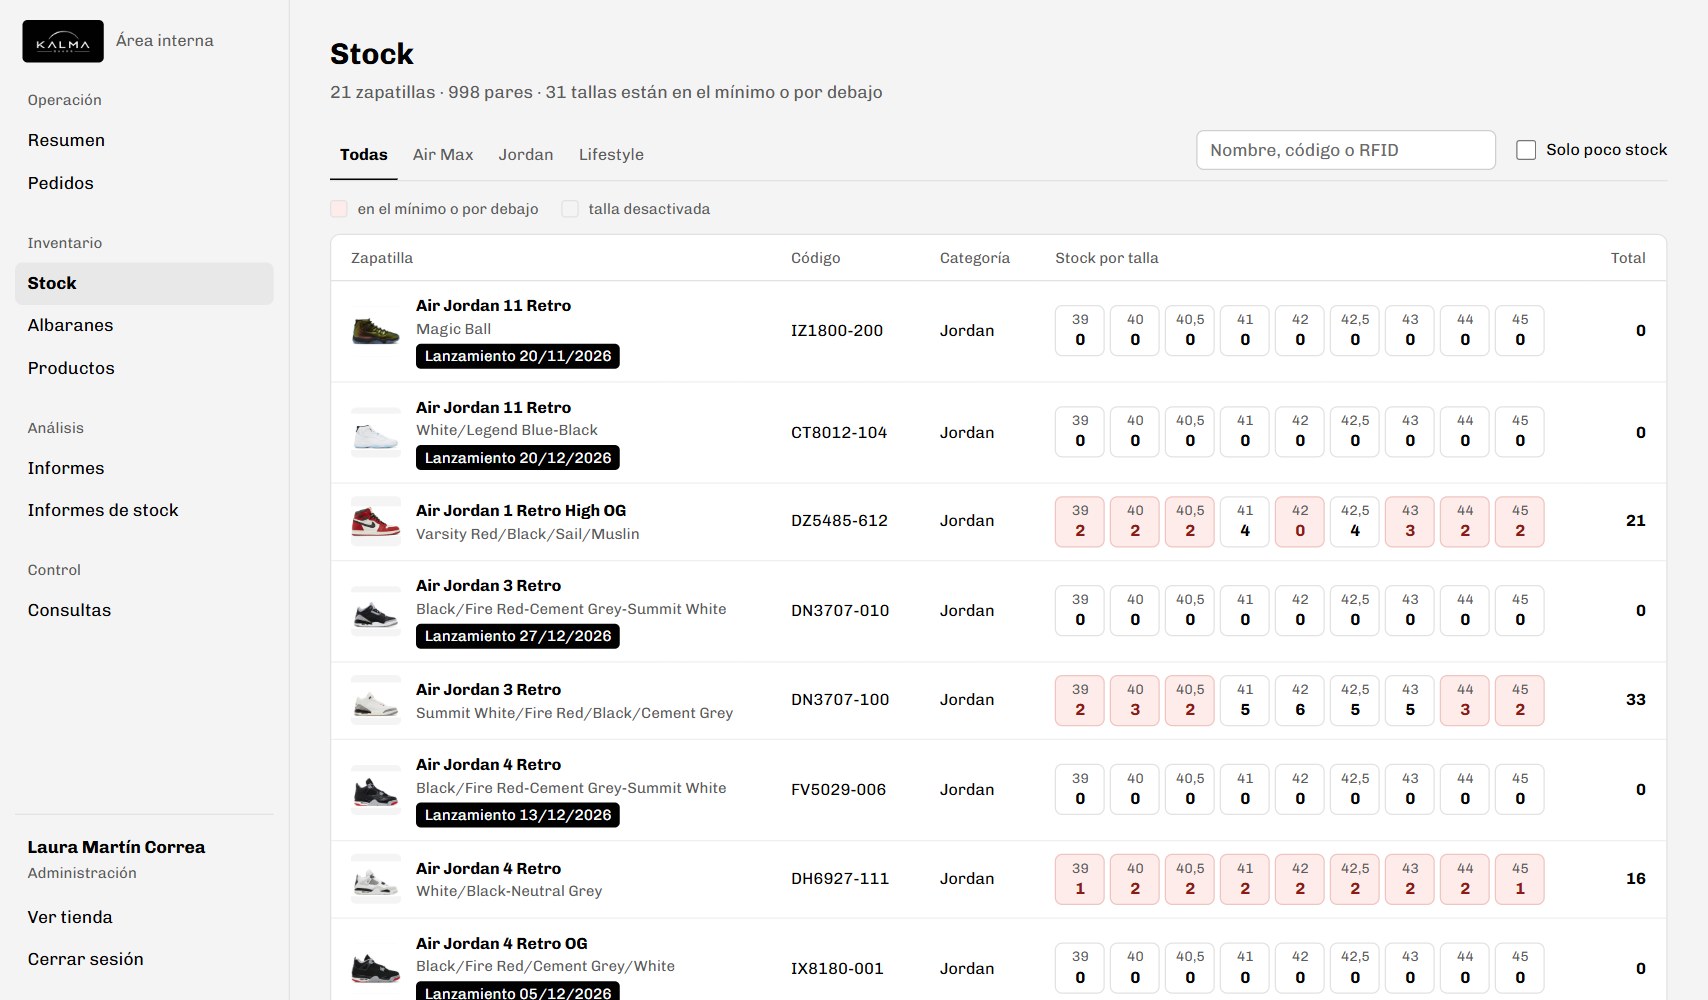 KALMA
Área interna
Operación
Resumen
Pedidos
Inventario
Stock
Albaranes
Productos
Análisis
Informes
Informes de stock
Control
Consultas
Laura Martín Correa
Administración
Ver tienda
Cerrar sesión
Stock
21 zapatillas · 998 pares · 31 tallas están en el mínimo o por debajo
Todas Air Max Jordan Lifestyle
Nombre, código o RFID
Solo poco stock
en el mínimo o por debajo talla desactivada
Zapatilla Código Categoría Stock por talla Total
Air Jordan 11 Retro
Magic Ball
Lanzamiento 20/11/2026
IZ1800-200 Jordan
39 40 40,5 41 42 42,5 43 44 45
0 0 0 0 0 0 0 0 0
0
Air Jordan 11 Retro
White/Legend Blue-Black
Lanzamiento 20/12/2026
CT8012-104 Jordan
39 40 40,5 41 42 42,5 43 44 45
0 0 0 0 0 0 0 0 0
0
Air Jordan 1 Retro High OG
Varsity Red/Black/Sail/Muslin
DZ5485-612 Jordan
39 40 40,5 41 42 42,5 43 44 45
2 2 2 4 0 4 3 2 2
21
Air Jordan 3 Retro
Black/Fire Red-Cement Grey-Summit White
Lanzamiento 27/12/2026
DN3707-010 Jordan
39 40 40,5 41 42 42,5 43 44 45
0 0 0 0 0 0 0 0 0
0
Air Jordan 3 Retro
Summit White/Fire Red/Black/Cement Grey
DN3707-100 Jordan
39 40 40,5 41 42 42,5 43 44 45
2 3 2 5 6 5 5 3 2
33
Air Jordan 4 Retro
Black/Fire Red-Cement Grey-Summit White
Lanzamiento 13/12/2026
FV5029-006 Jordan
39 40 40,5 41 42 42,5 43 44 45
0 0 0 0 0 0 0 0 0
0
Air Jordan 4 Retro
White/Black-Neutral Grey
DH6927-111 Jordan
39 40 40,5 41 42 42,5 43 44 45
1 2 2 2 2 2 2 2 1
16
Air Jordan 4 Retro OG
Black/Fire Red/Cement Grey/White
Lanzamiento 05/12/2026
IX8180-001 Jordan
39 40 40,5 41 42 42,5 43 44 45
0 0 0 0 0 0 0 0 0
0